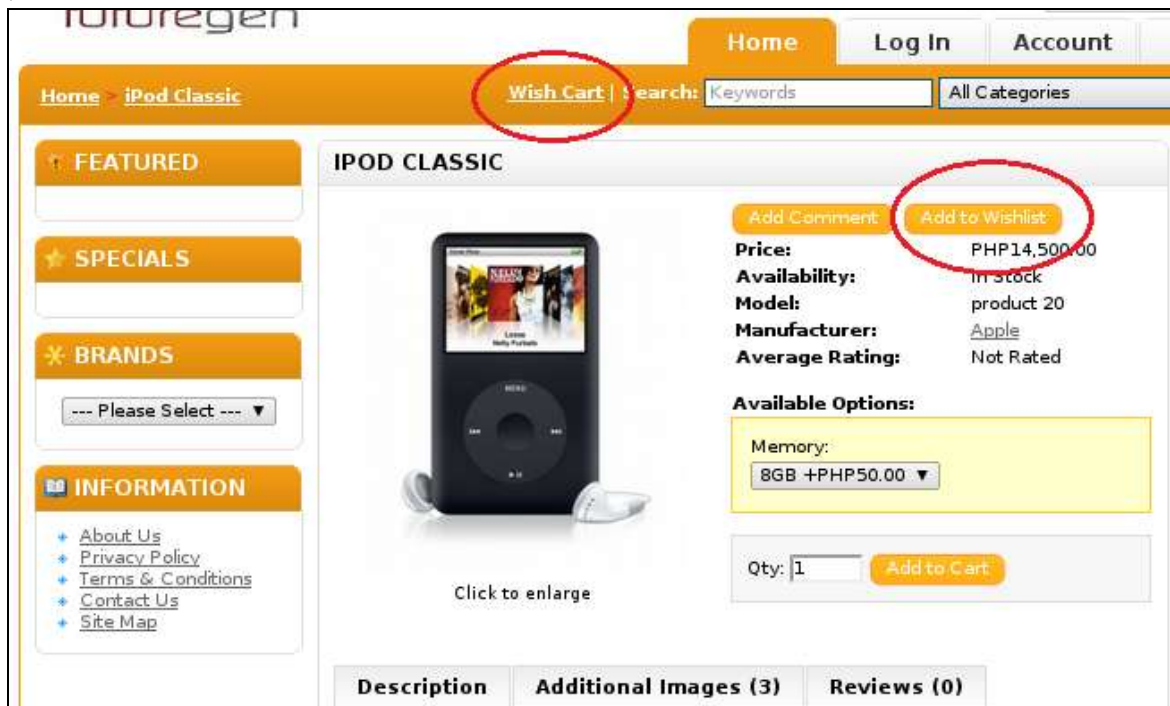 futuregen
Home Log In Account
Home > iPod Classic Wish Cart | Search: Keywords All Categories
FEATURED
SPECIALS
BRANDS
--- Please Select --- ▼
INFORMATION
About Us
Privacy Policy
Terms & Conditions
Contact Us
Site Map
IPOD CLASSIC
MENU
Click to enlarge
Add Comment Add to Wishlist
Price: PHP14,500.00
Availability: In Stock
Model: product 20
Manufacturer: Apple
Average Rating: Not Rated
Available Options:
Memory:
8GB +PHP50.00 ▼
Qty: 1 Add to Cart
Description Additional Images (3) Reviews (0)